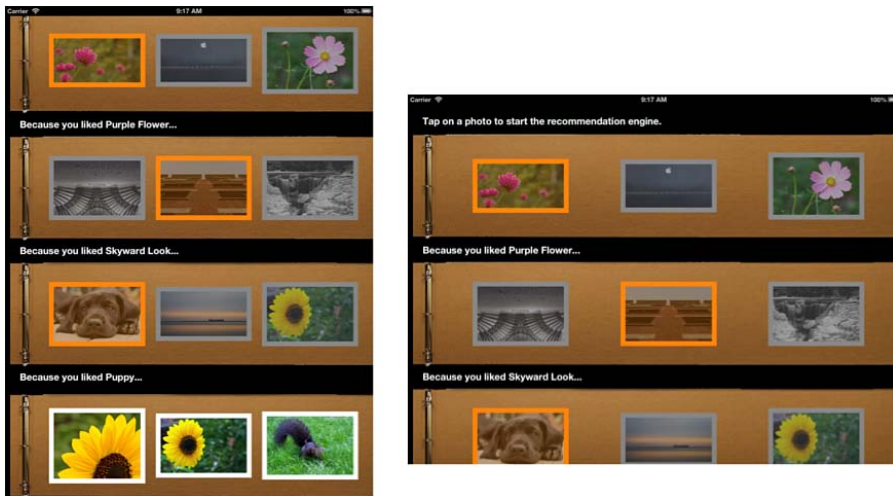 Carrier 9:17 AM 100%
Because you liked Purple Flower...
Because you liked Skyward Look...
Because you liked Puppy...
Carrier 9:17 AM 100%
Tap on a photo to start the recommendation engine.
Because you liked Purple Flower...
Because you liked Skyward Look...